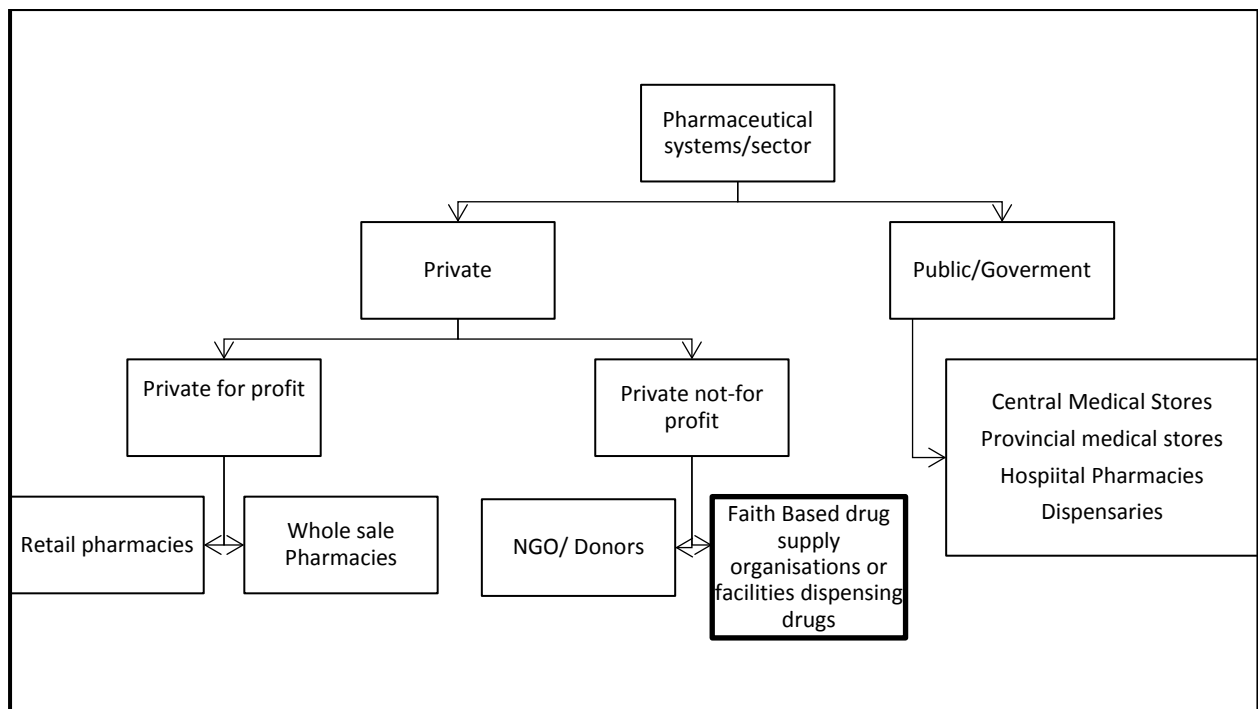 Pharmaceutical
systems/sector
Private
Public/Goverment
Private for profit
Private not-for
profit
Central Medical Stores
Provincial medical stores
Hospiital Pharmacies
Dispensaries
Retail pharmacies
Whole sale
Pharmacies
NGO/ Donors
Faith Based drug
supply
organisations or
facilities dispensing
drugs